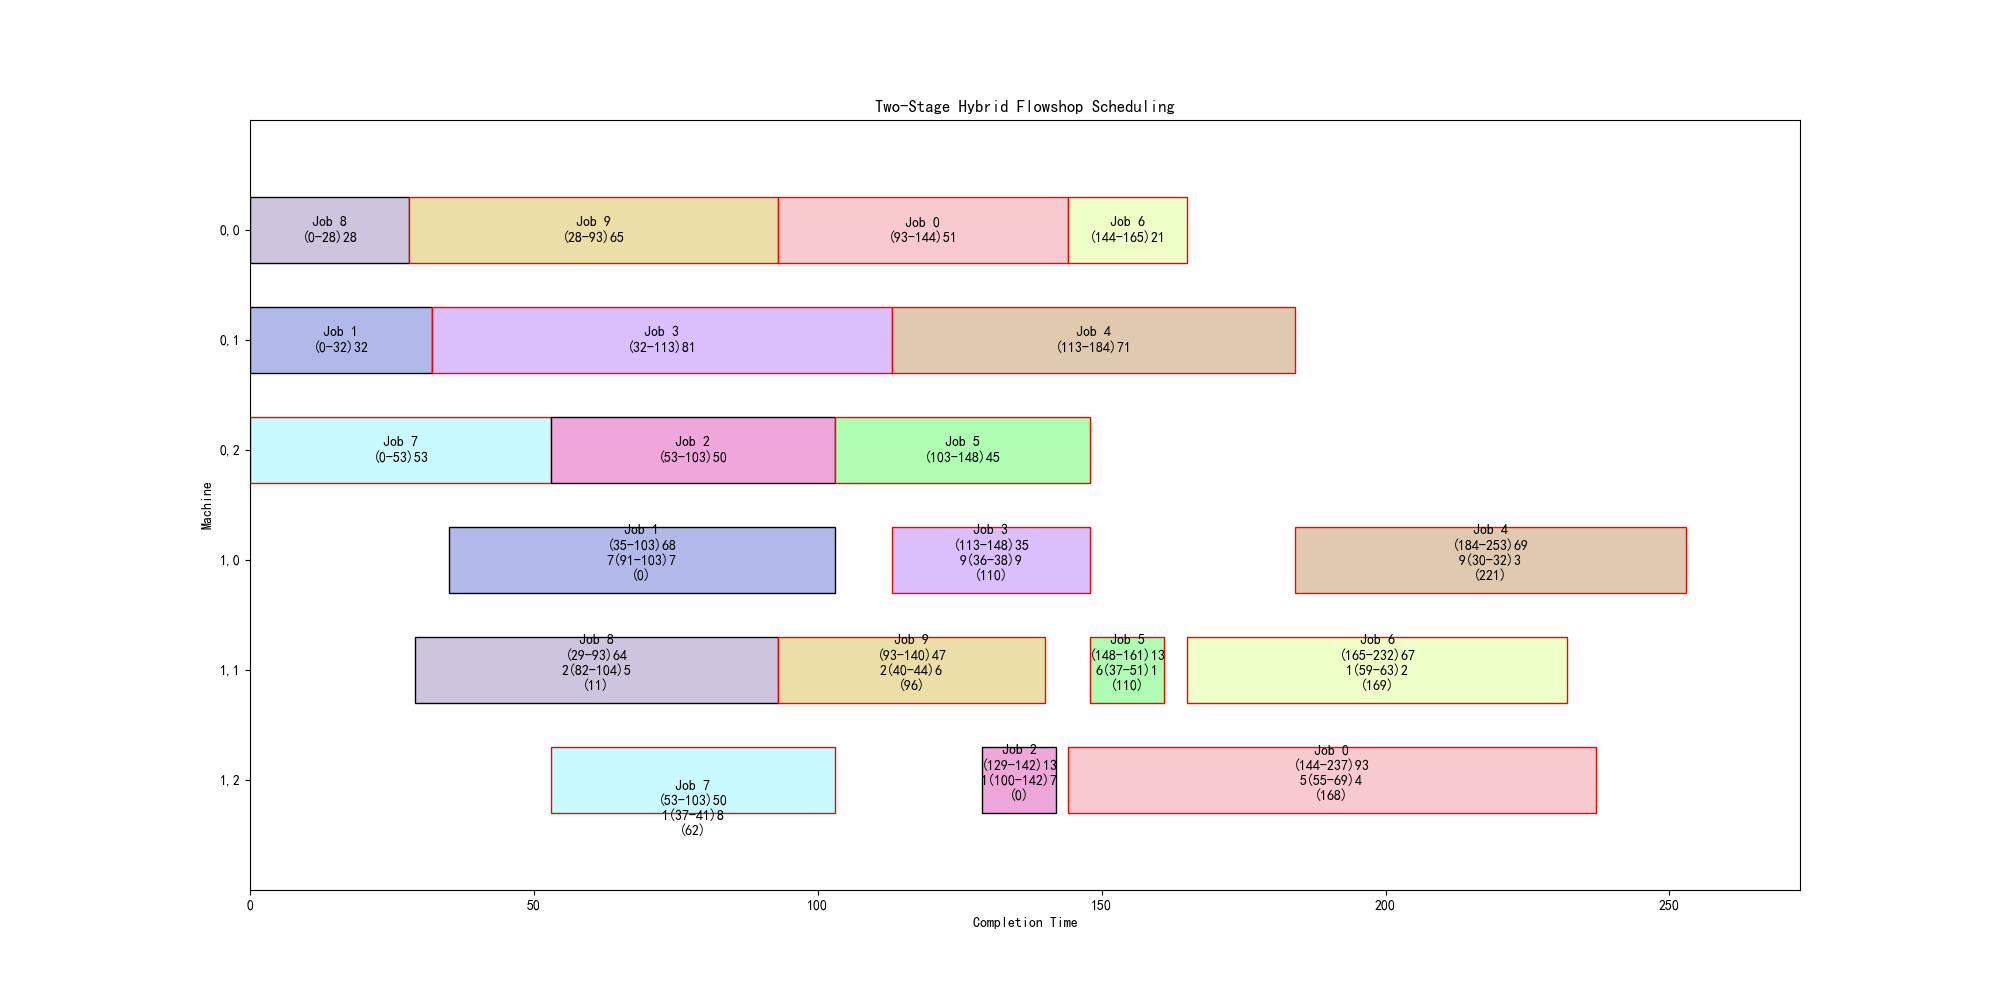 Two-Stage Hybrid Flowshop Scheduling
Machine
0,0
Job 8
(0-28)28
Job 9
(28-93)65
Job 0
(93-144)51
Job 6
(144-165)21
0,1
Job 1
(0-32)32
Job 3
(32-113)81
Job 4
(113-184)71
0,2
Job 7
(0-53)53
Job 2
(53-103)50
Job 5
(103-148)45
1,0
Job 1
(35-103)68
7(91-103)7
(0)
Job 3
(113-148)35
9(36-38)9
(110)
Job 4
(184-253)69
9(30-32)3
(221)
1,1
Job 8
(29-93)64
2(82-104)5
(11)
Job 9
(93-140)47
2(40-44)6
(96)
Job 5
(148-161)13
6(37-51)1
(110)
Job 6
(165-232)67
1(59-63)2
(169)
1,2
Job 7
(53-103)50
1(37-41)8
(62)
Job 2
(129-142)13
1(100-142)7
(0)
Job 0
(144-237)93
5(55-69)4
(168)
0
50
100
150
200
250
Completion Time